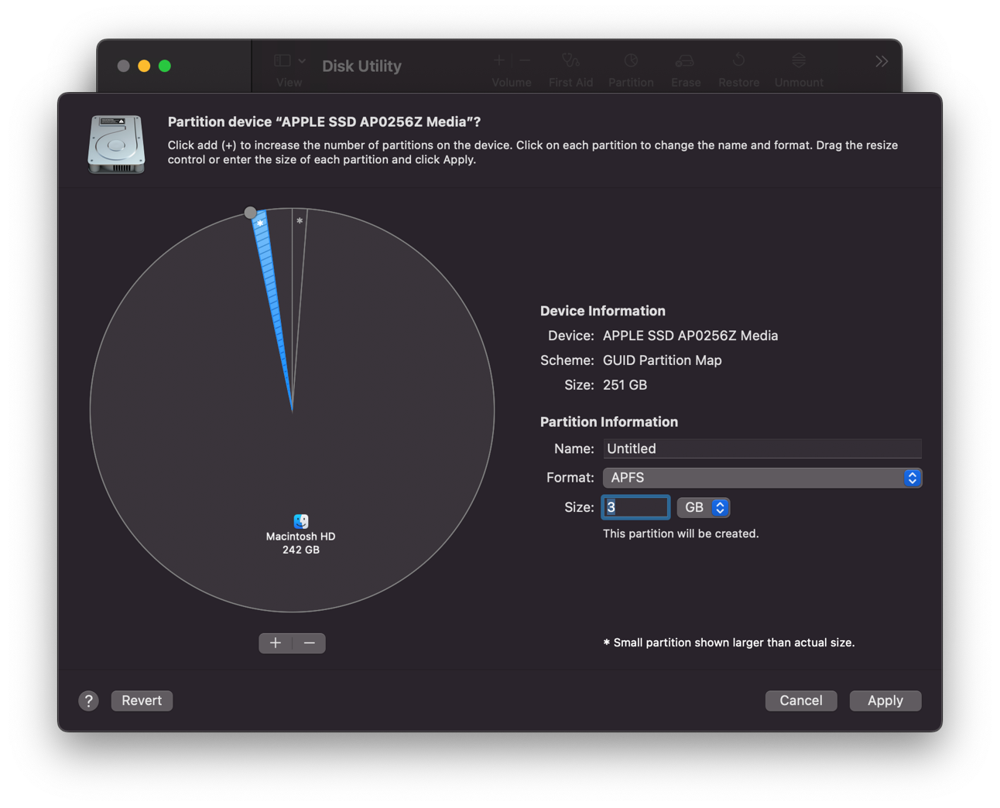 Disk Utility
View
Volume
First Aid
Partition
Erase
Restore
Unmount
Partition device “APPLE SSD AP0256Z Media”?
Click add (+) to increase the number of partitions on the device. Click on each partition to change the name and format. Drag the resize
control or enter the size of each partition and click Apply.
*
*
Device Information
Device: APPLE SSD AP0256Z Media
Scheme: GUID Partition Map
Size: 251 GB
Partition Information
Name: Untitled
Format: APFS
Size: 3 GB
This partition will be created.
Macintosh HD
242 GB
+ −
* Small partition shown larger than actual size.
? Revert
Cancel
Apply